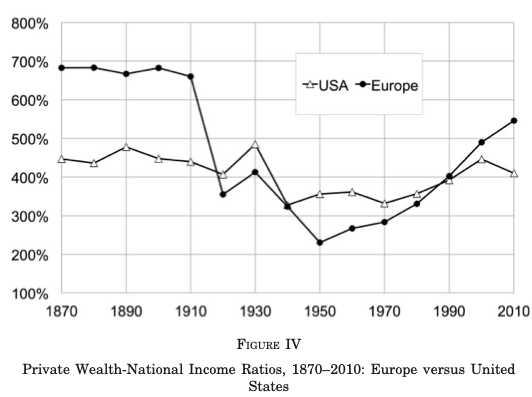 800%
700%
600%
500%
400%
300%
200%
100%
USA Europe
1870 1890 1910 1930 1950 1970 1990 2010
FIGURE IV
Private Wealth-National Income Ratios, 1870–2010: Europe versus United
States